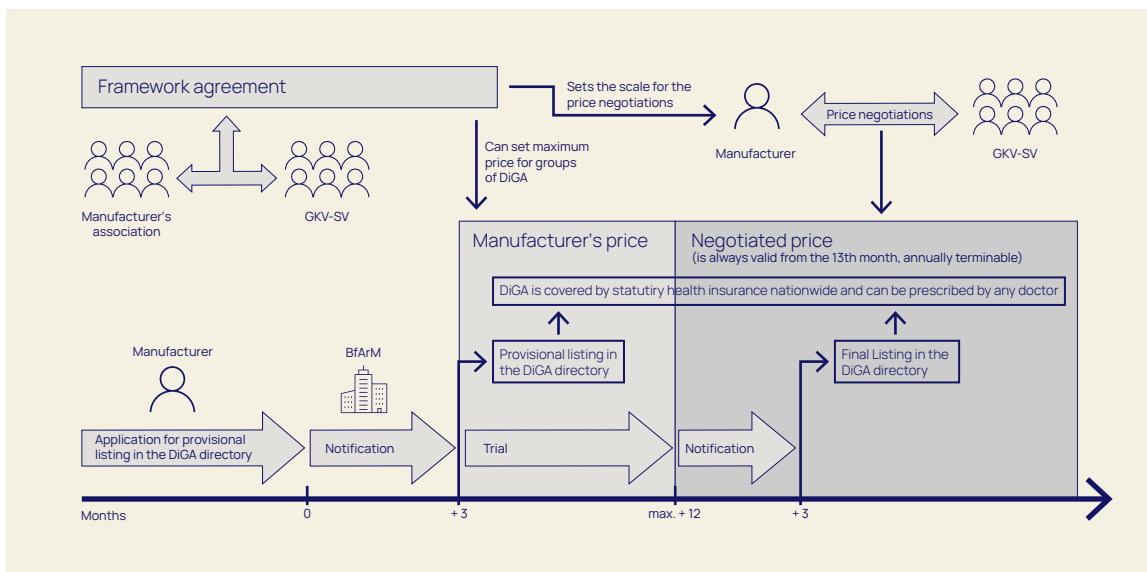 Framework agreement
Sets the scale for the
price negotiations
Price negotiations
Manufacturer
GKV-SV
Can set maximum
price for groups
of DiGA
Manufacturer's
association
GKV-SV
Manufacturer's price
Negotiated price
(is always valid from the 13th month, annually terminable)
DiGA is covered by statutiry health insurance nationwide and can be prescribed by any doctor
Manufacturer
BfArM
Provisional listing in
the DiGA directory
Final Listing in the
DiGA directory
Application for provisional
listing in the DiGA directory
Notification
Trial
Notification
Months
0
+ 3
max. + 12
+ 3